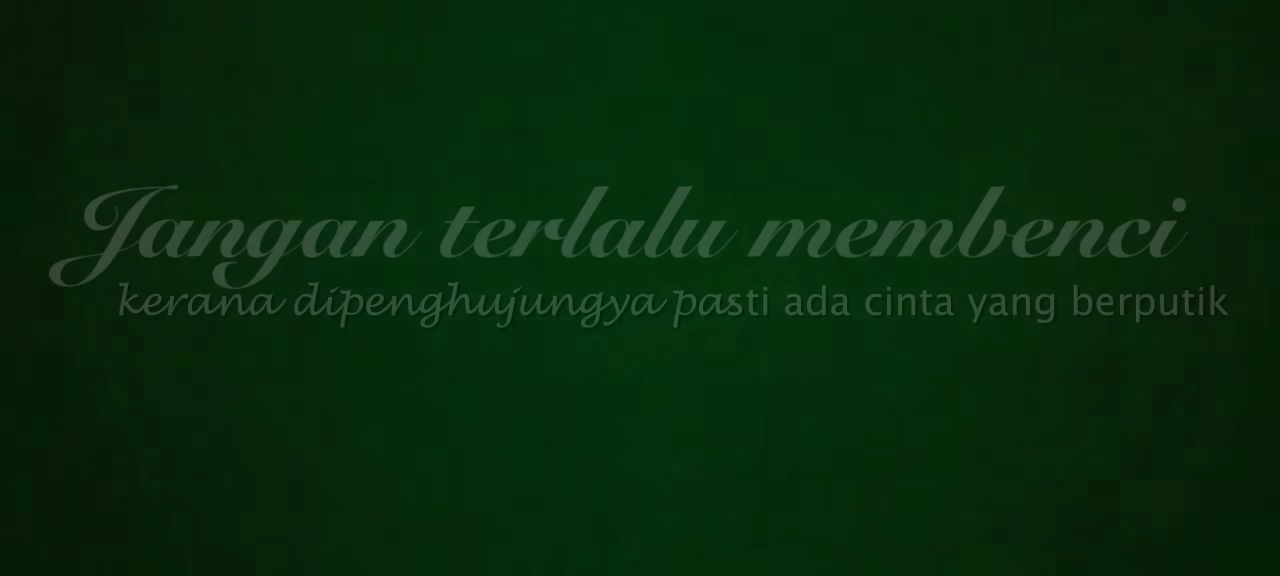 Jangan terlalu membenci
kerana dipenghujungya pasti ada cinta yang berputik